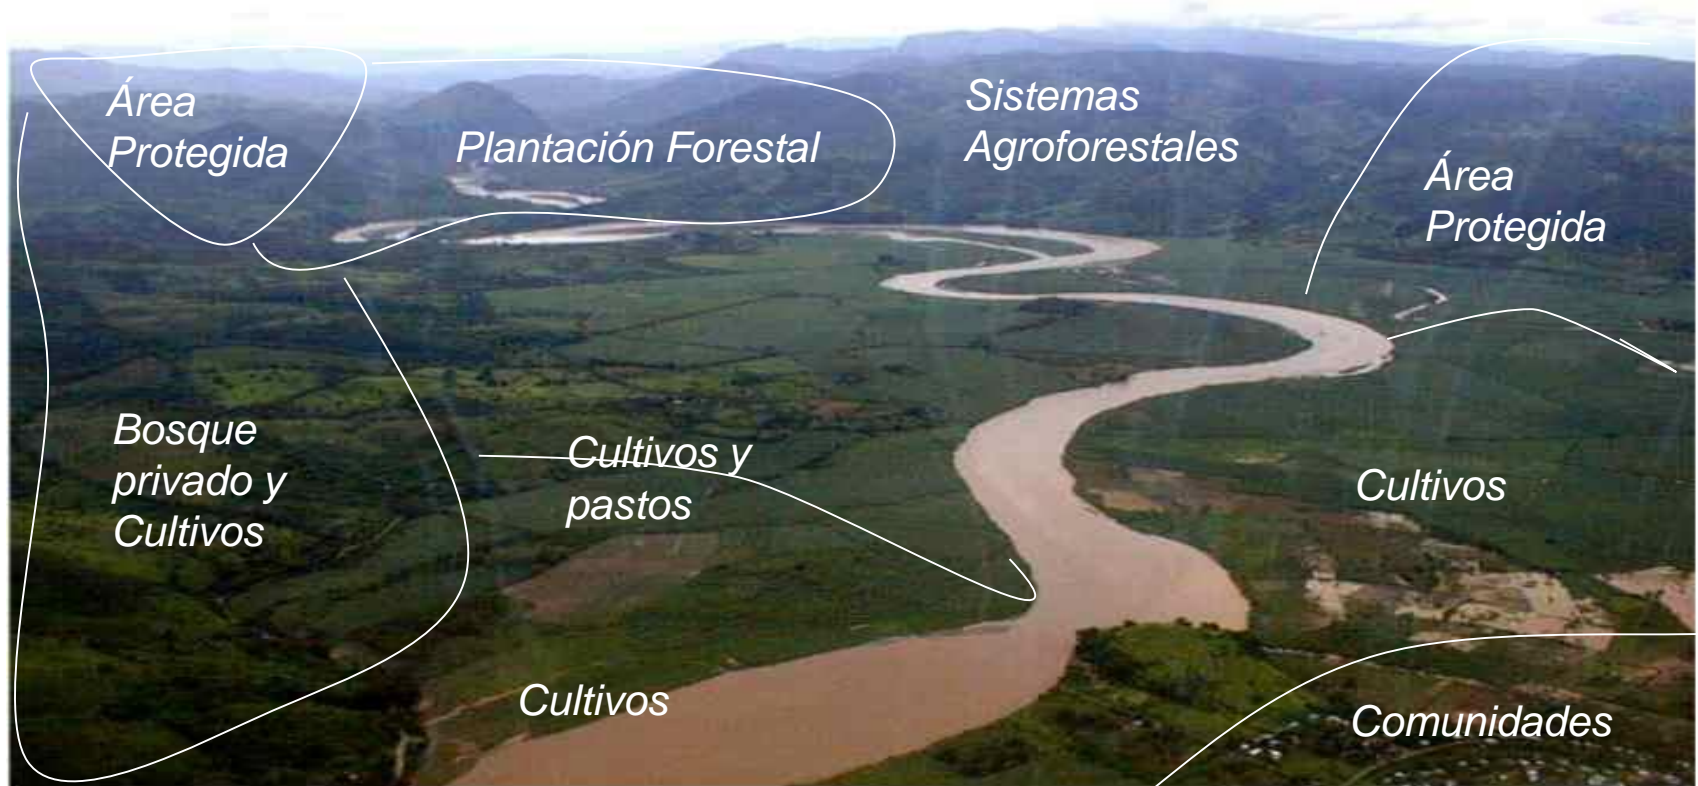 Área
Protegida
Plantación Forestal
Sistemas
Agroforestales
Área
Protegida
Bosque
privado y
Cultivos
Cultivos y
pastos
Cultivos
Cultivos
Comunidades